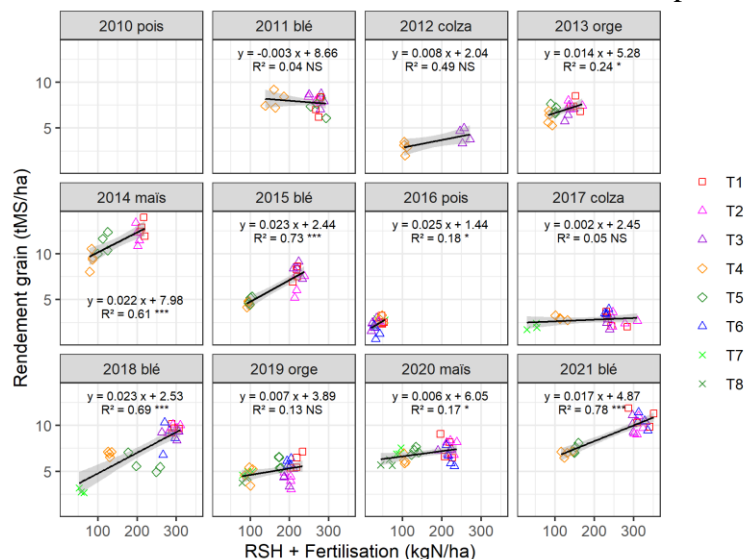 2010 pois
2011 blé
2012 colza
2013 orge
y = -0.003 x + 8.66
R² = 0.04 NS
y = 0.008 x + 2.04
R² = 0.49 NS
y = 0.014 x + 5.28
R² = 0.24 *
10
5
2014 maïs
2015 blé
2016 pois
2017 colza
y = 0.022 x + 7.98
R² = 0.61 ***
y = 0.023 x + 2.44
R² = 0.73 ***
y = 0.025 x + 1.44
R² = 0.18 *
y = 0.002 x + 2.45
R² = 0.05 NS
10
5
2018 blé
2019 orge
2020 maïs
2021 blé
y = 0.023 x + 2.53
R² = 0.69 ***
y = 0.007 x + 3.89
R² = 0.13 NS
y = 0.006 x + 6.05
R² = 0.17 *
y = 0.017 x + 4.87
R² = 0.78 ***
10
5
100 200 300 100 200 300 100 200 300 100 200 300
RSH + Fertilisation (kgN/ha)
Rendement grain (tMS/ha)
T1
T2
T3
T4
T5
T6
T7
T8